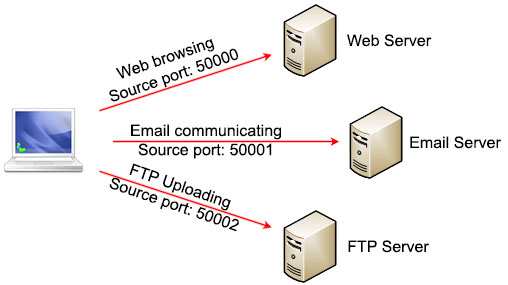 Web browsing
Source port: 50000
Web Server
Email communicating
Source port: 50001
Email Server
FTP Uploading
Source port: 50002
FTP Server